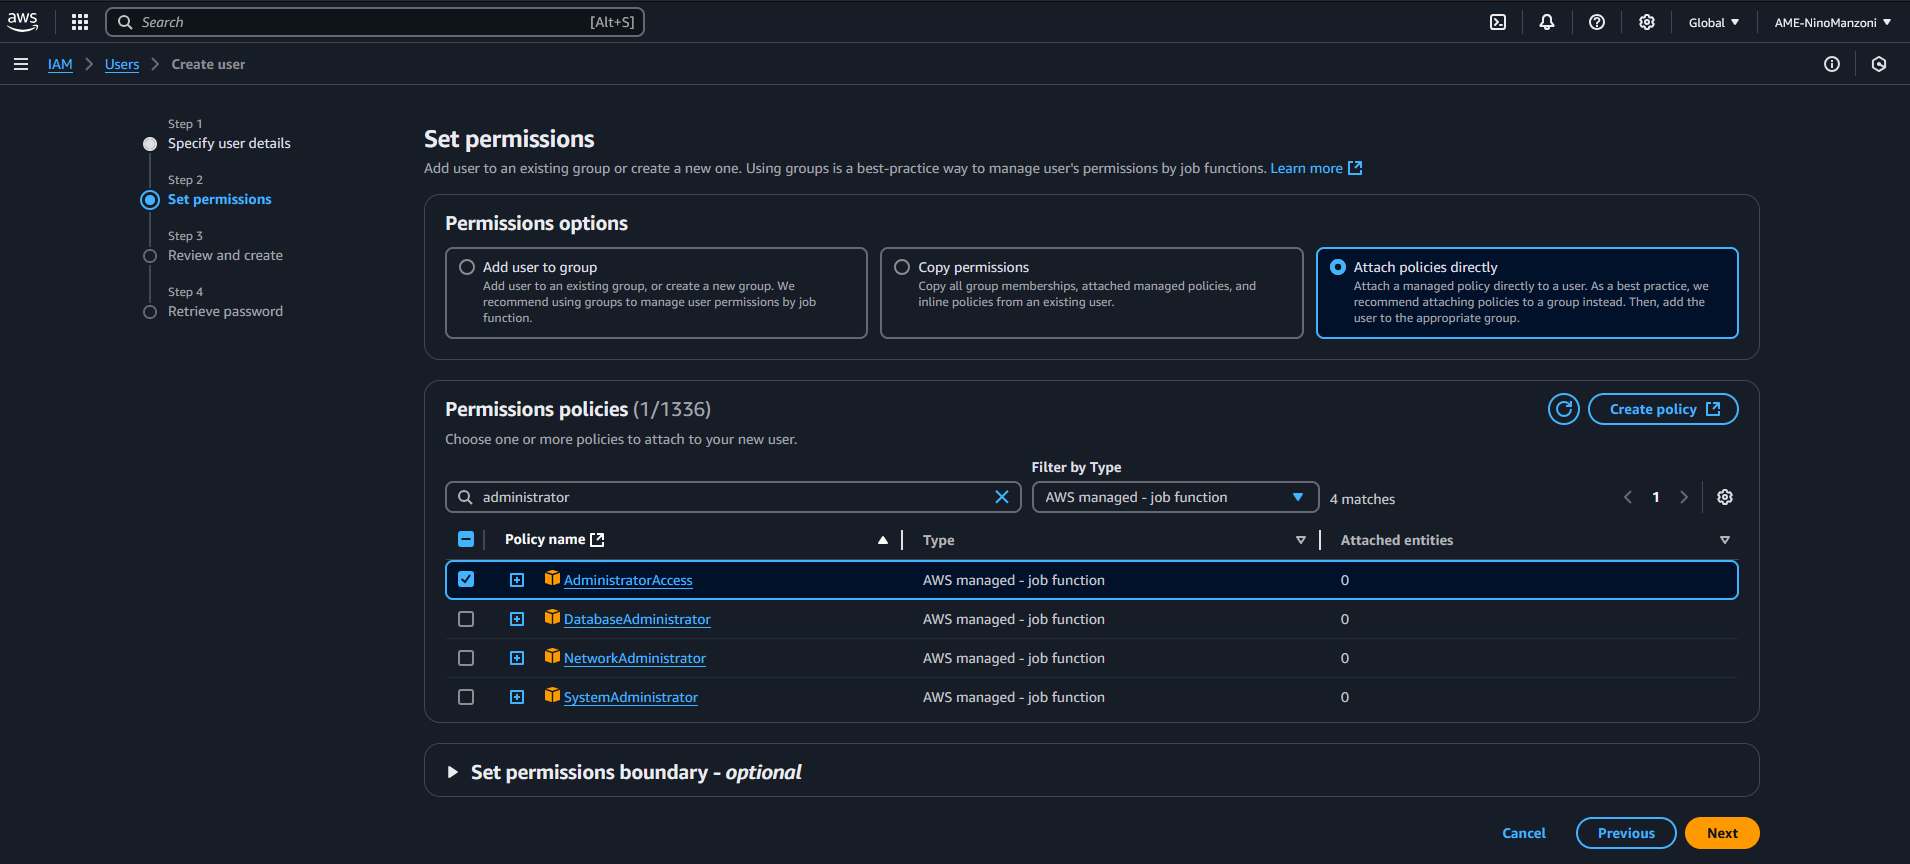 aws
Search
[Alt+S]
Global
AME-NinoManzoni
IAM
Users
Create user
Step 1
Specify user details
Step 2
Set permissions
Step 3
Review and create
Step 4
Retrieve password
Set permissions
Add user to an existing group or create a new one. Using groups is a best-practice way to manage user's permissions by job functions. Learn more
Permissions options
Add user to group
Add user to an existing group, or create a new group. We
recommend using groups to manage user permissions by job
function.
Copy permissions
Copy all group memberships, attached managed policies, and
inline policies from an existing user.
Attach policies directly
Attach a managed policy directly to a user. As a best practice, we
recommend attaching policies to a group instead. Then, add the
user to the appropriate group.
Permissions policies (1/1336)
Create policy
Choose one or more policies to attach to your new user.
Filter by Type
administrator
AWS managed - job function
4 matches
1
Policy name
Type
Attached entities
AdministratorAccess
AWS managed - job function
0
DatabaseAdministrator
AWS managed - job function
0
NetworkAdministrator
AWS managed - job function
0
SystemAdministrator
AWS managed - job function
0
Set permissions boundary - optional
Cancel
Previous
Next